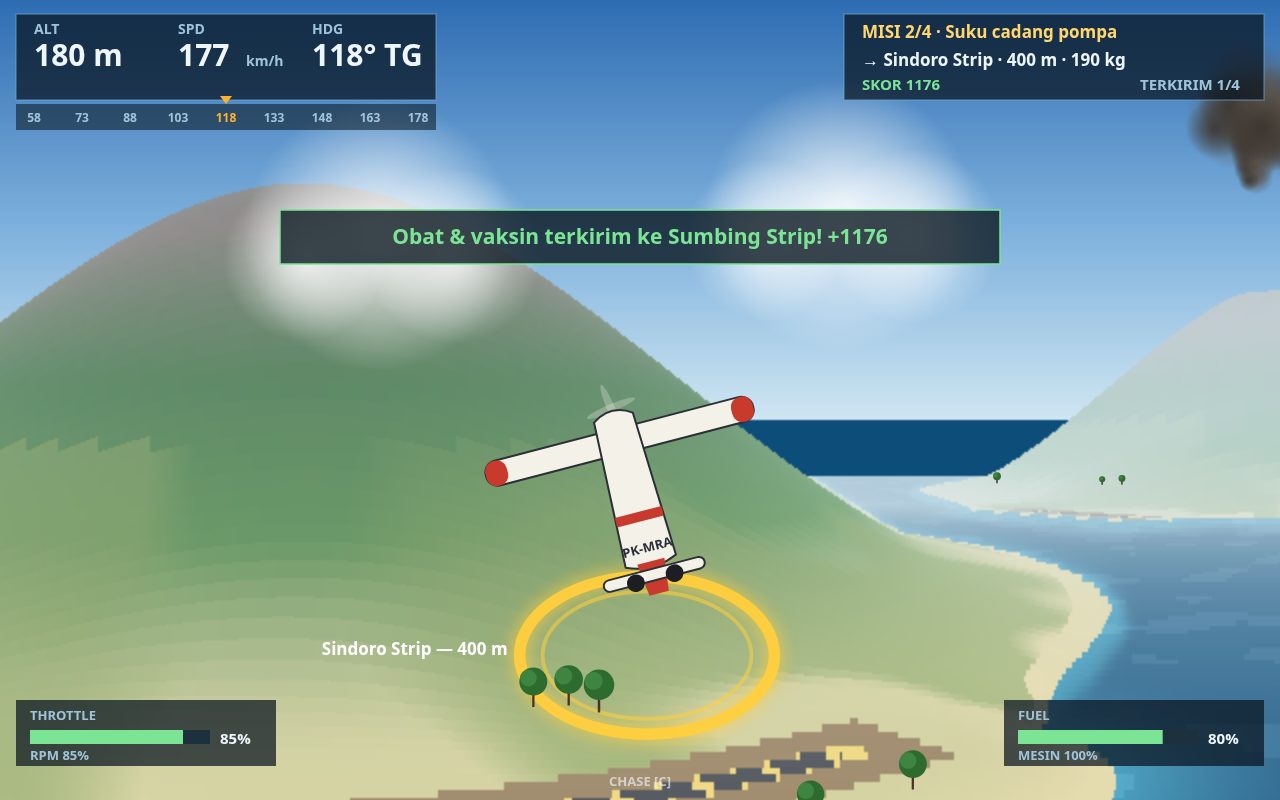 ALT SPD HDG
180 m 177 km/h 118° TG
58 73 88 103 118 133 148 163 178
MISI 2/4 · Suku cadang pompa
→ Sindoro Strip · 400 m · 190 kg
SKOR 1176 TERKIRIM 1/4
Obat & vaksin terkirim ke Sumbing Strip! +1176
PK-MRA
Sindoro Strip — 400 m
THROTTLE
85%
RPM 85%
CHASE [C]
FUEL
80%
MESIN 100%